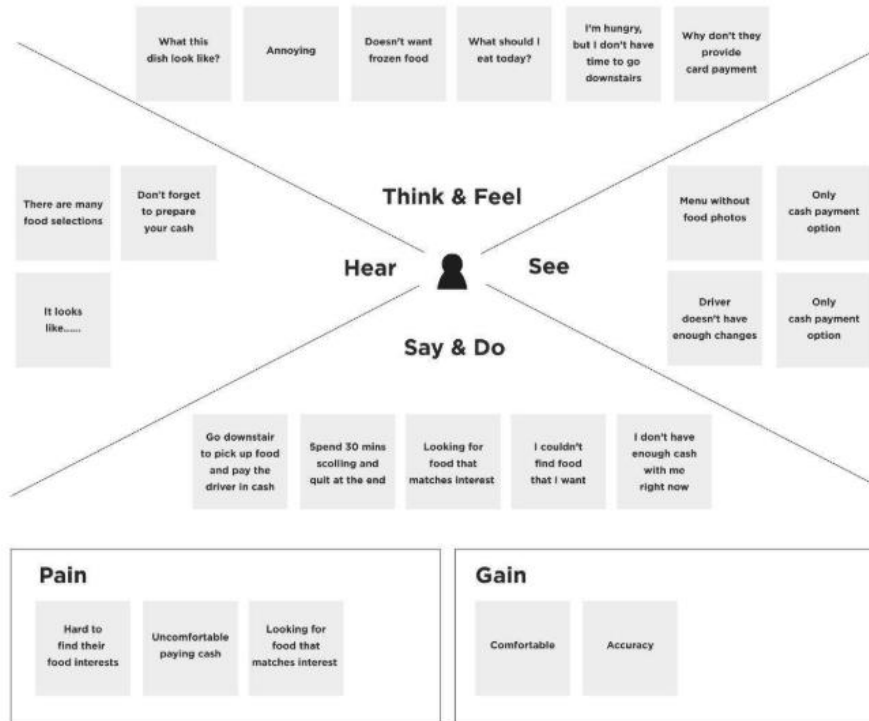 What this
dish look like?
Annoying
Doesn't want
frozen food
What should I
eat today?
I'm hungry,
but I don't have
time to go
downstairs
Why don't they
provide
card payment
Think & Feel
There are many
food selections
Don't forget
to prepare
your cash
It looks
like......
Hear
See
Menu without
food photos
Only
cash payment
option
Driver
doesn't have
enough changes
Only
cash payment
option
Say & Do
Go downstair
to pick up food
and pay the
driver in cash
Spend 30 mins
scolling and
quit at the end
Looking for
food that
matches interest
I couldn't
find food
that I want
I don't have
enough cash
with me
right now
Pain
Hard to
find their
food interests
Uncomfortable
paying cash
Looking for
food that
matches interest
Gain
Comfortable
Accuracy